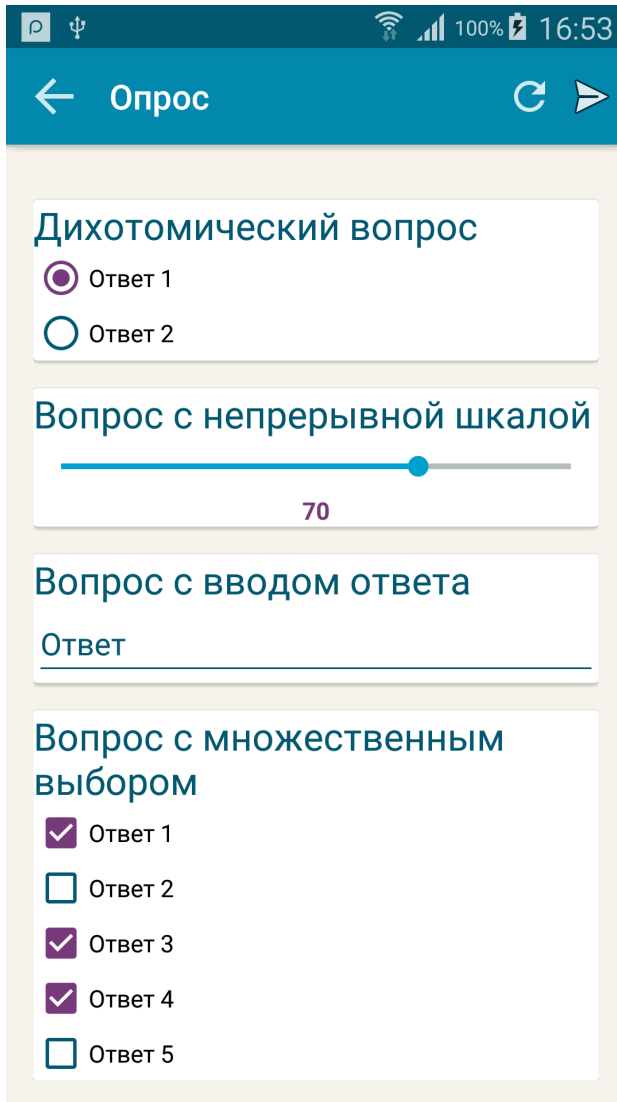 100% 16:53
Опрос
Дихотомический вопрос
Ответ 1
Ответ 2
Вопрос с непрерывной шкалой
70
Вопрос с вводом ответа
Ответ
Вопрос с множественным
выбором
Ответ 1
Ответ 2
Ответ 3
Ответ 4
Ответ 5